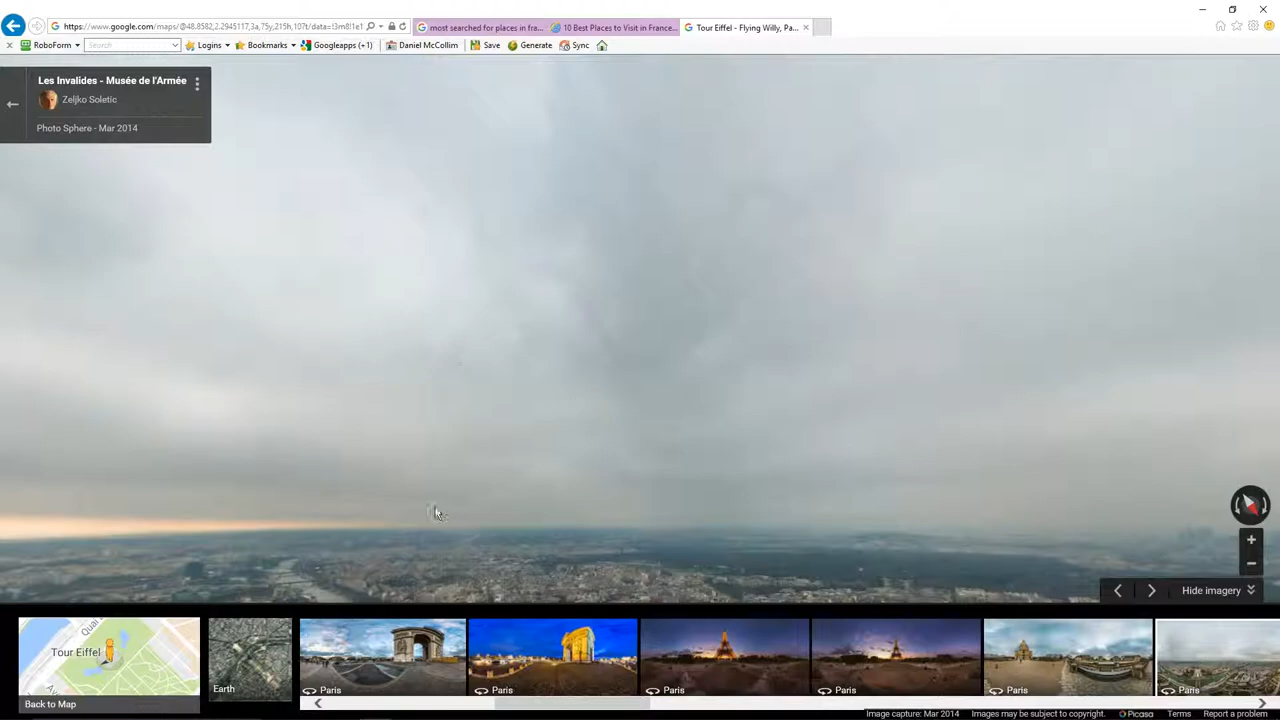 https://www.google.com/maps/@48.8582,2.2945117,3a,75y,215h,107t/data=!3m8!1e1
most searched for places in fra...
10 Best Places to Visit in France...
Tour Eiffel - Flying Willy, Pa...
RoboForm
Search
Logins
Bookmarks
Googleapps (+1)
Daniel McCollim
Save
Generate
Sync
Les Invalides - Musée de l'Armée
Zeljko Soletic
Photo Sphere - Mar 2014
Hide imagery
Quai
Tour Eiffel
Av
Back to Map
Earth
Paris
Paris
Paris
Paris
Paris
Paris
Image capture: Mar 2014
Images may be subject to copyright.
Picasa
Terms
Report a problem